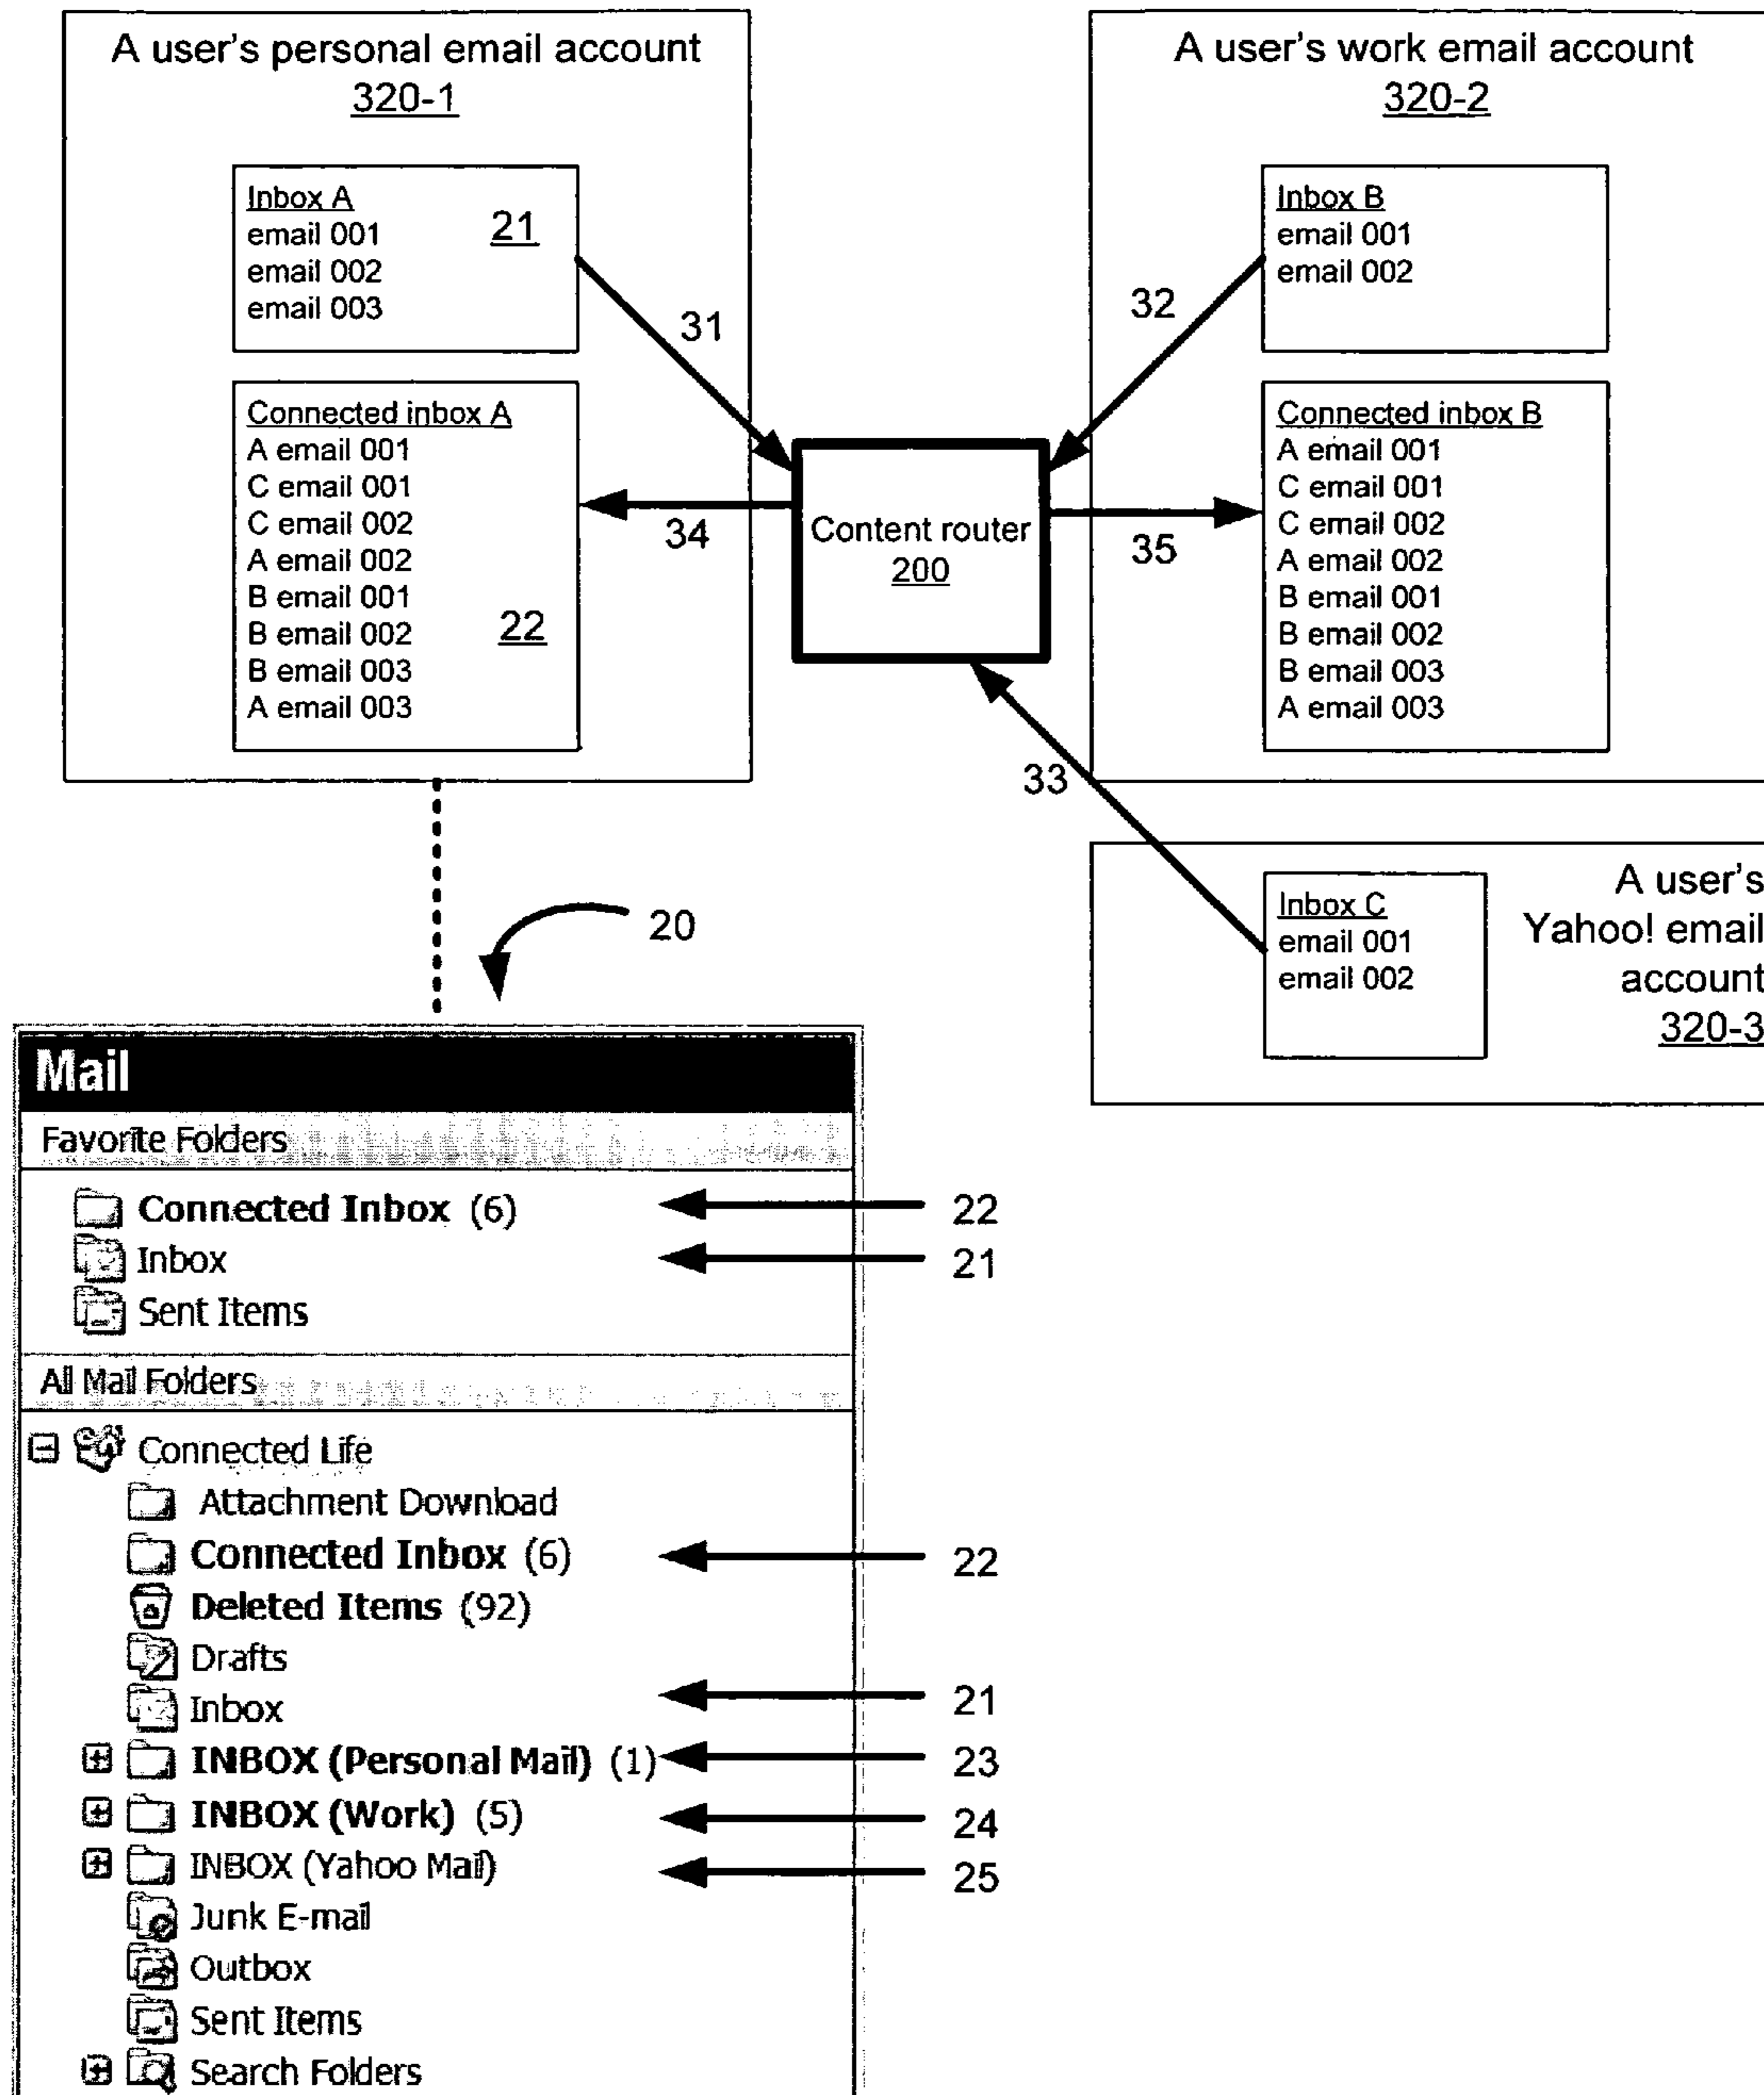 A user's personal email account
320-1
Inbox A
email 001
email 002
email 003
21
31
Connected inbox A
A email 001
C email 001
C email 002
A email 002
B email 001
B email 002
B email 003
A email 003
22
34
Content router
200
A user's work email account
320-2
Inbox B
email 001
email 002
32
Connected inbox B
A email 001
C email 001
C email 002
A email 002
B email 001
B email 002
B email 003
A email 003
35
33
Inbox C
email 001
email 002
A user's
Yahoo! email
account
320-3
20
Mail
Favorite Folders
Connected Inbox (6)
22
Inbox
21
Sent Items
All Mail Folders
Connected Life
Attachment Download
Connected Inbox (6)
22
Deleted Items (92)
Drafts
Inbox
21
INBOX (Personal Mail) (1)
23
INBOX (Work) (5)
24
INBOX (Yahoo Mail)
25
Junk E-mail
Outbox
Sent Items
Search Folders